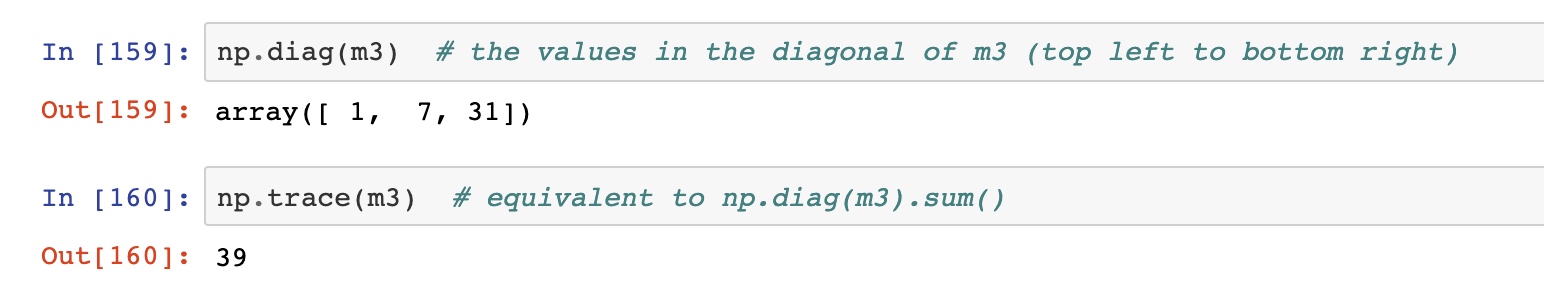 In [159]: np.diag(m3)  # the values in the diagonal of m3 (top left to bottom right)
Out[159]: array([ 1,  7, 31])
In [160]: np.trace(m3)  # equivalent to np.diag(m3).sum()
Out[160]: 39